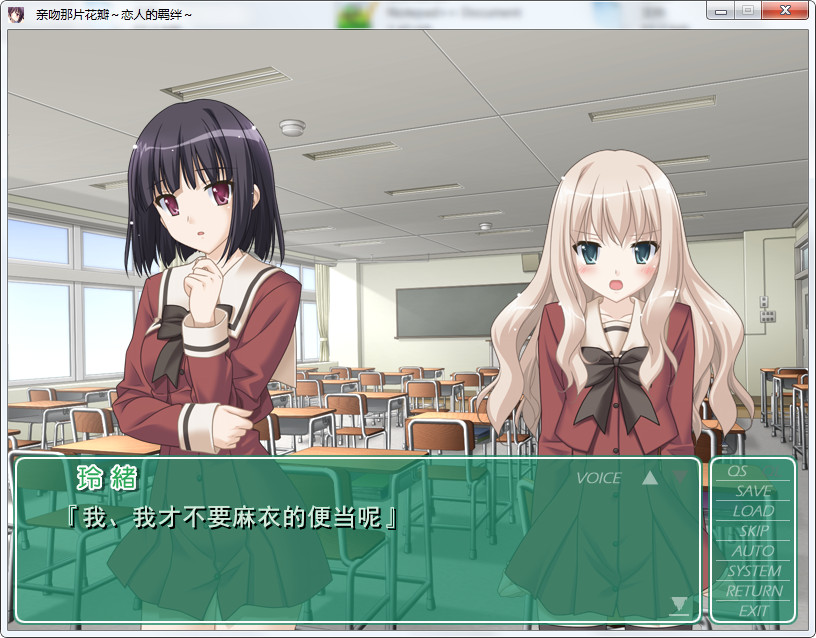 亲吻那片花瓣～恋人的羁绊～
玲緒
『我、我才不要麻衣的便当呢』
VOICE
QS
SAVE
LOAD
SKIP
AUTO
SYSTEM
RETURN
EXIT